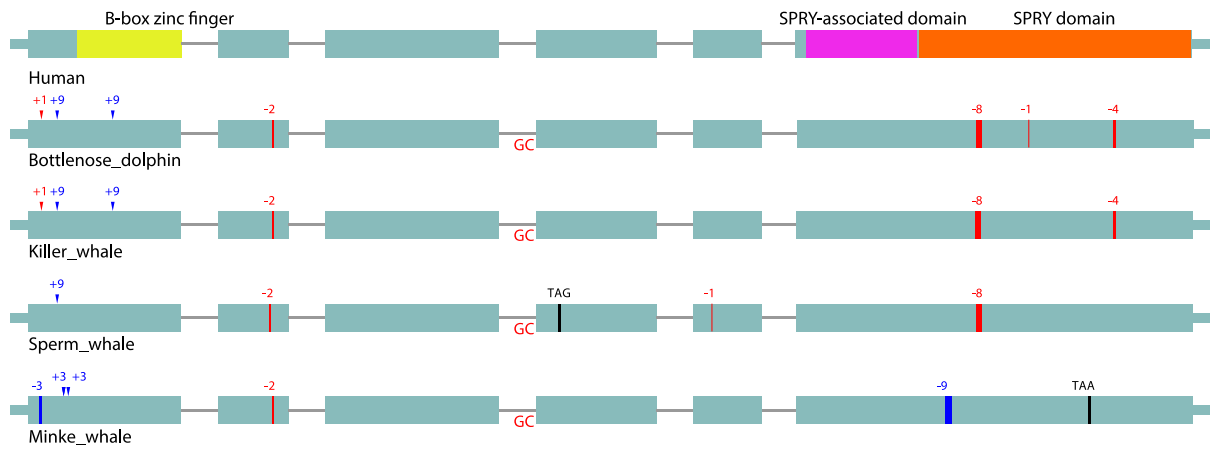 B-box zinc finger SPRY-associated domain SPRY domain
Human
+1 +9 +9 -2 -8 -1 -4
GC
Bottlenose_dolphin
+1 +9 +9 -2 -8 -4
GC
Killer_whale
+9 -2 TAG -1 -8
GC
Sperm_whale
-3 +3 +3 -2 -9 TAA
GC
Minke_whale